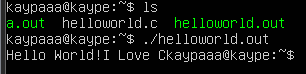 kaypaaa@kaype:~$ ls
a.out  helloworld.c  helloworld.out
kaypaaa@kaype:~$ ./helloworld.out
Hello World!I Love Ckaypaaa@kaype:~$